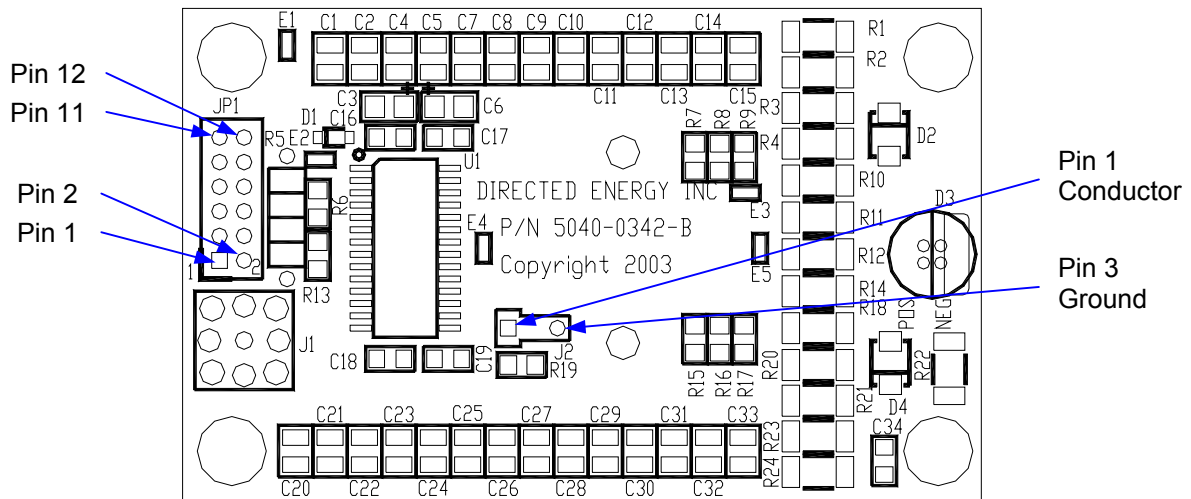 E1 C1 C2 C4 C5 C7 C8 C9 C10 C12 C14 R1
R2
Pin 12
Pin 11
JP1
C3 C6 C11 C13 C15
D1 C16 R3 R7 R8 R9
R5 E2 C17 R4 D2
U1
Pin 2
Pin 1
R6
DIRECTED ENERGY INC
P/N 5040-0342-B
Copyright 2003
E4 E3 E5
R10
R11
R12
R14
R18
D3
Pin 1
Conductor
Pin 3
Ground
1 2
R13
J1
J2
POS NEG
C18 C19 R19
R15 R16 R17
R20 R21 R22
D4
C21 C23 C25 C27 C29 C31 C33 R23 C34
C20 C22 C24 C26 C28 C30 C32 R24